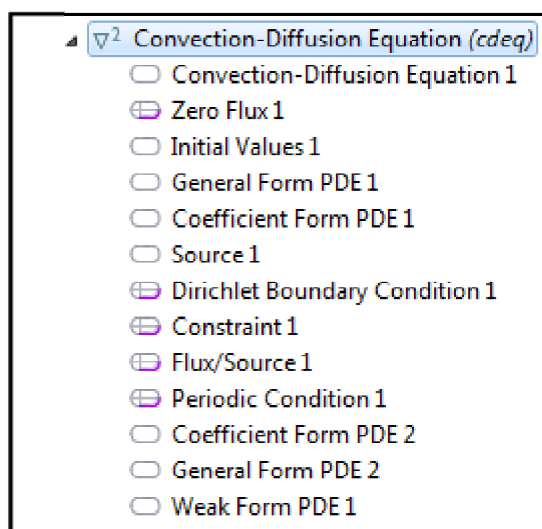 ∇² Convection-Diffusion Equation (cdeq)
Convection-Diffusion Equation 1
Zero Flux 1
Initial Values 1
General Form PDE 1
Coefficient Form PDE 1
Source 1
Dirichlet Boundary Condition 1
Constraint 1
Flux/Source 1
Periodic Condition 1
Coefficient Form PDE 2
General Form PDE 2
Weak Form PDE 1